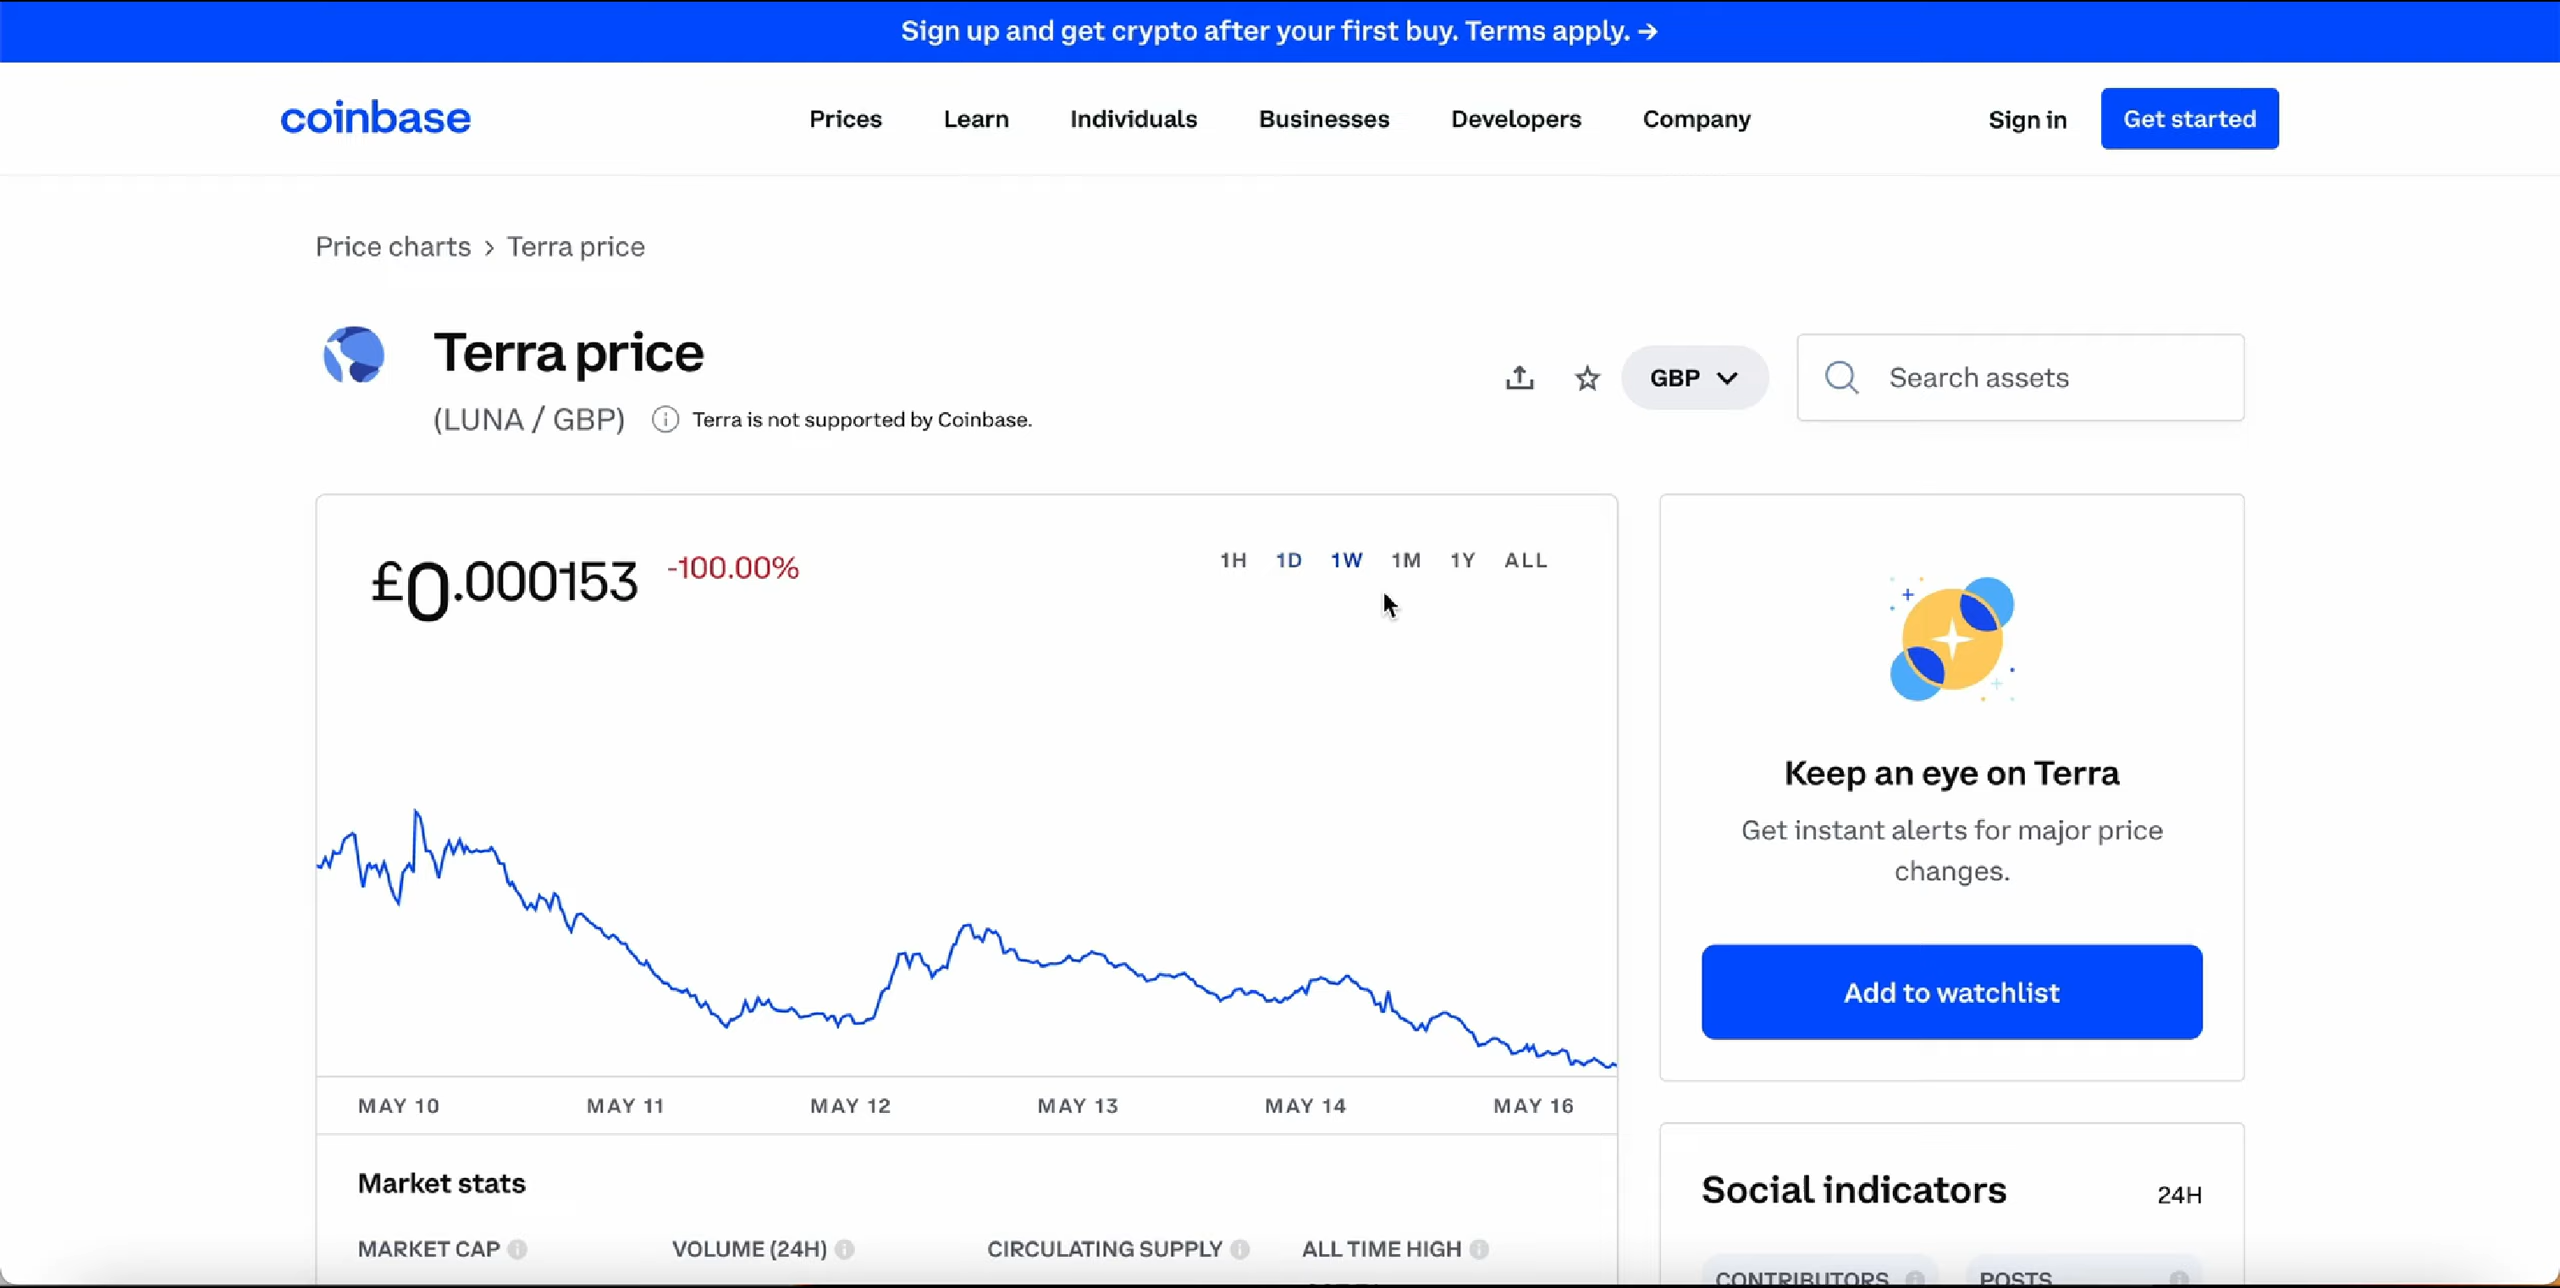 Sign up and get crypto after your first buy. Terms apply. →
coinbase
Prices Learn Individuals Businesses Developers Company
Sign in Get started
Price charts > Terra price
Terra price
(LUNA / GBP) Terra is not supported by Coinbase.
GBP
Search assets
£0.000153 -100.00%
1H 1D 1W 1M 1Y ALL
MAY 10 MAY 11 MAY 12 MAY 13 MAY 14 MAY 16
Market stats
MARKET CAP VOLUME (24H) CIRCULATING SUPPLY ALL TIME HIGH
Keep an eye on Terra
Get instant alerts for major price
changes.
Add to watchlist
Social indicators 24H
CONTRIBUTORS POSTS